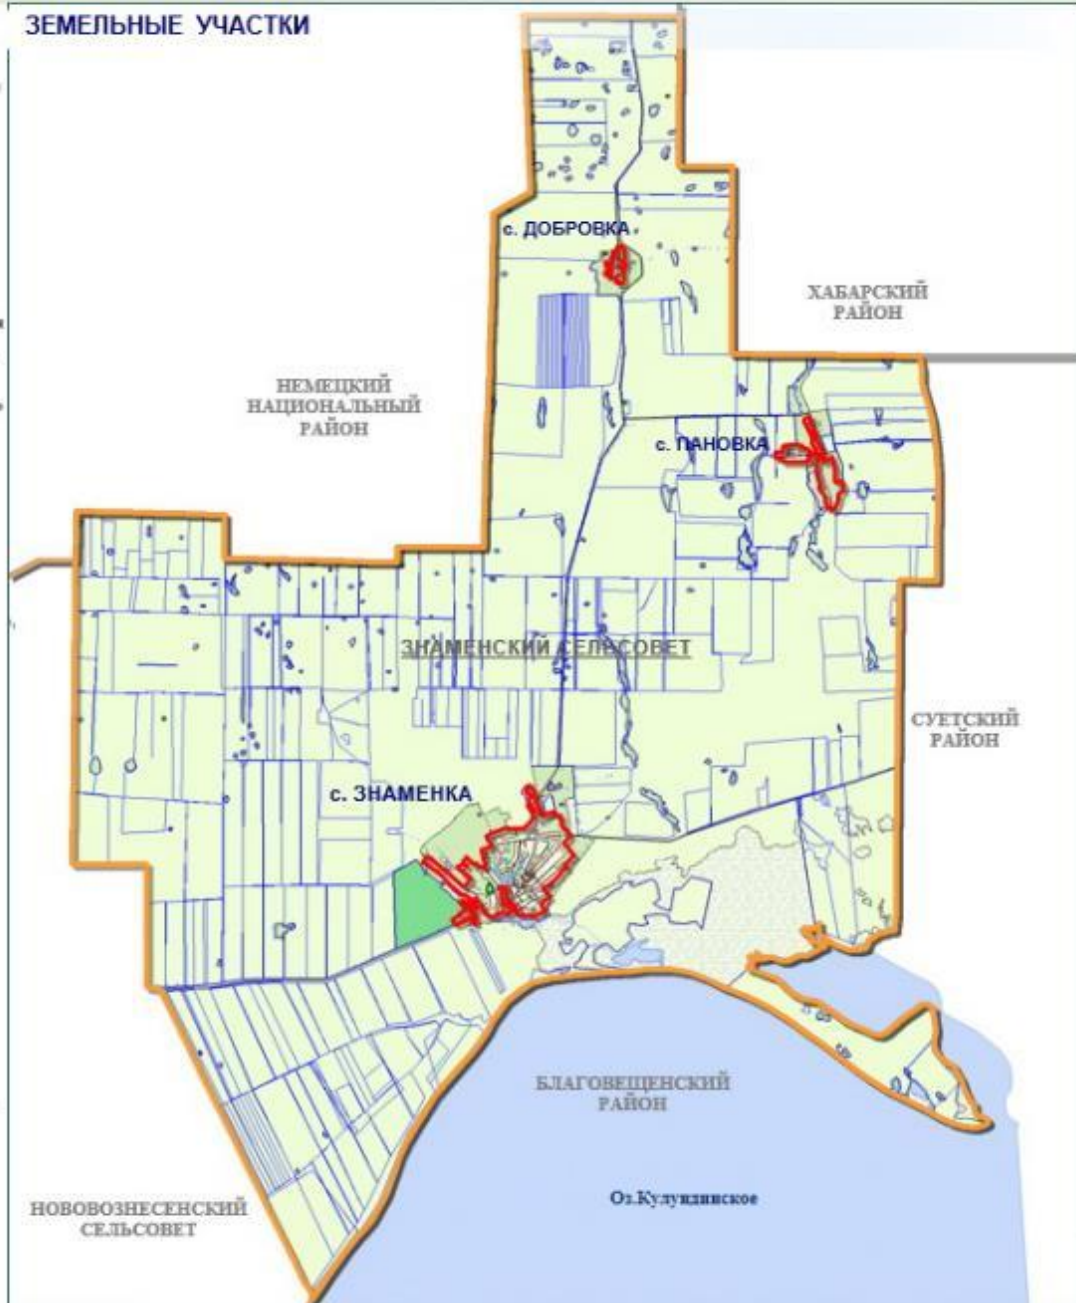 ЗЕМЕЛЬНЫЕ УЧАСТКИ
с. ДОБРОВКА
ХАБАРСКИЙ
РАЙОН
НЕМЕЦКИЙ
НАЦИОНАЛЬНЫЙ
РАЙОН
с. ПАНОВКА
ЗНАМЕНСКИЙ СЕЛЬСОВЕТ
СУЕТСКИЙ
РАЙОН
с. ЗНАМЕНКА
БЛАГОВЕЩЕНСКИЙ
РАЙОН
Оз.Кулундинское
НОВОВОЗНЕСЕНСКИЙ
СЕЛЬСОВЕТ